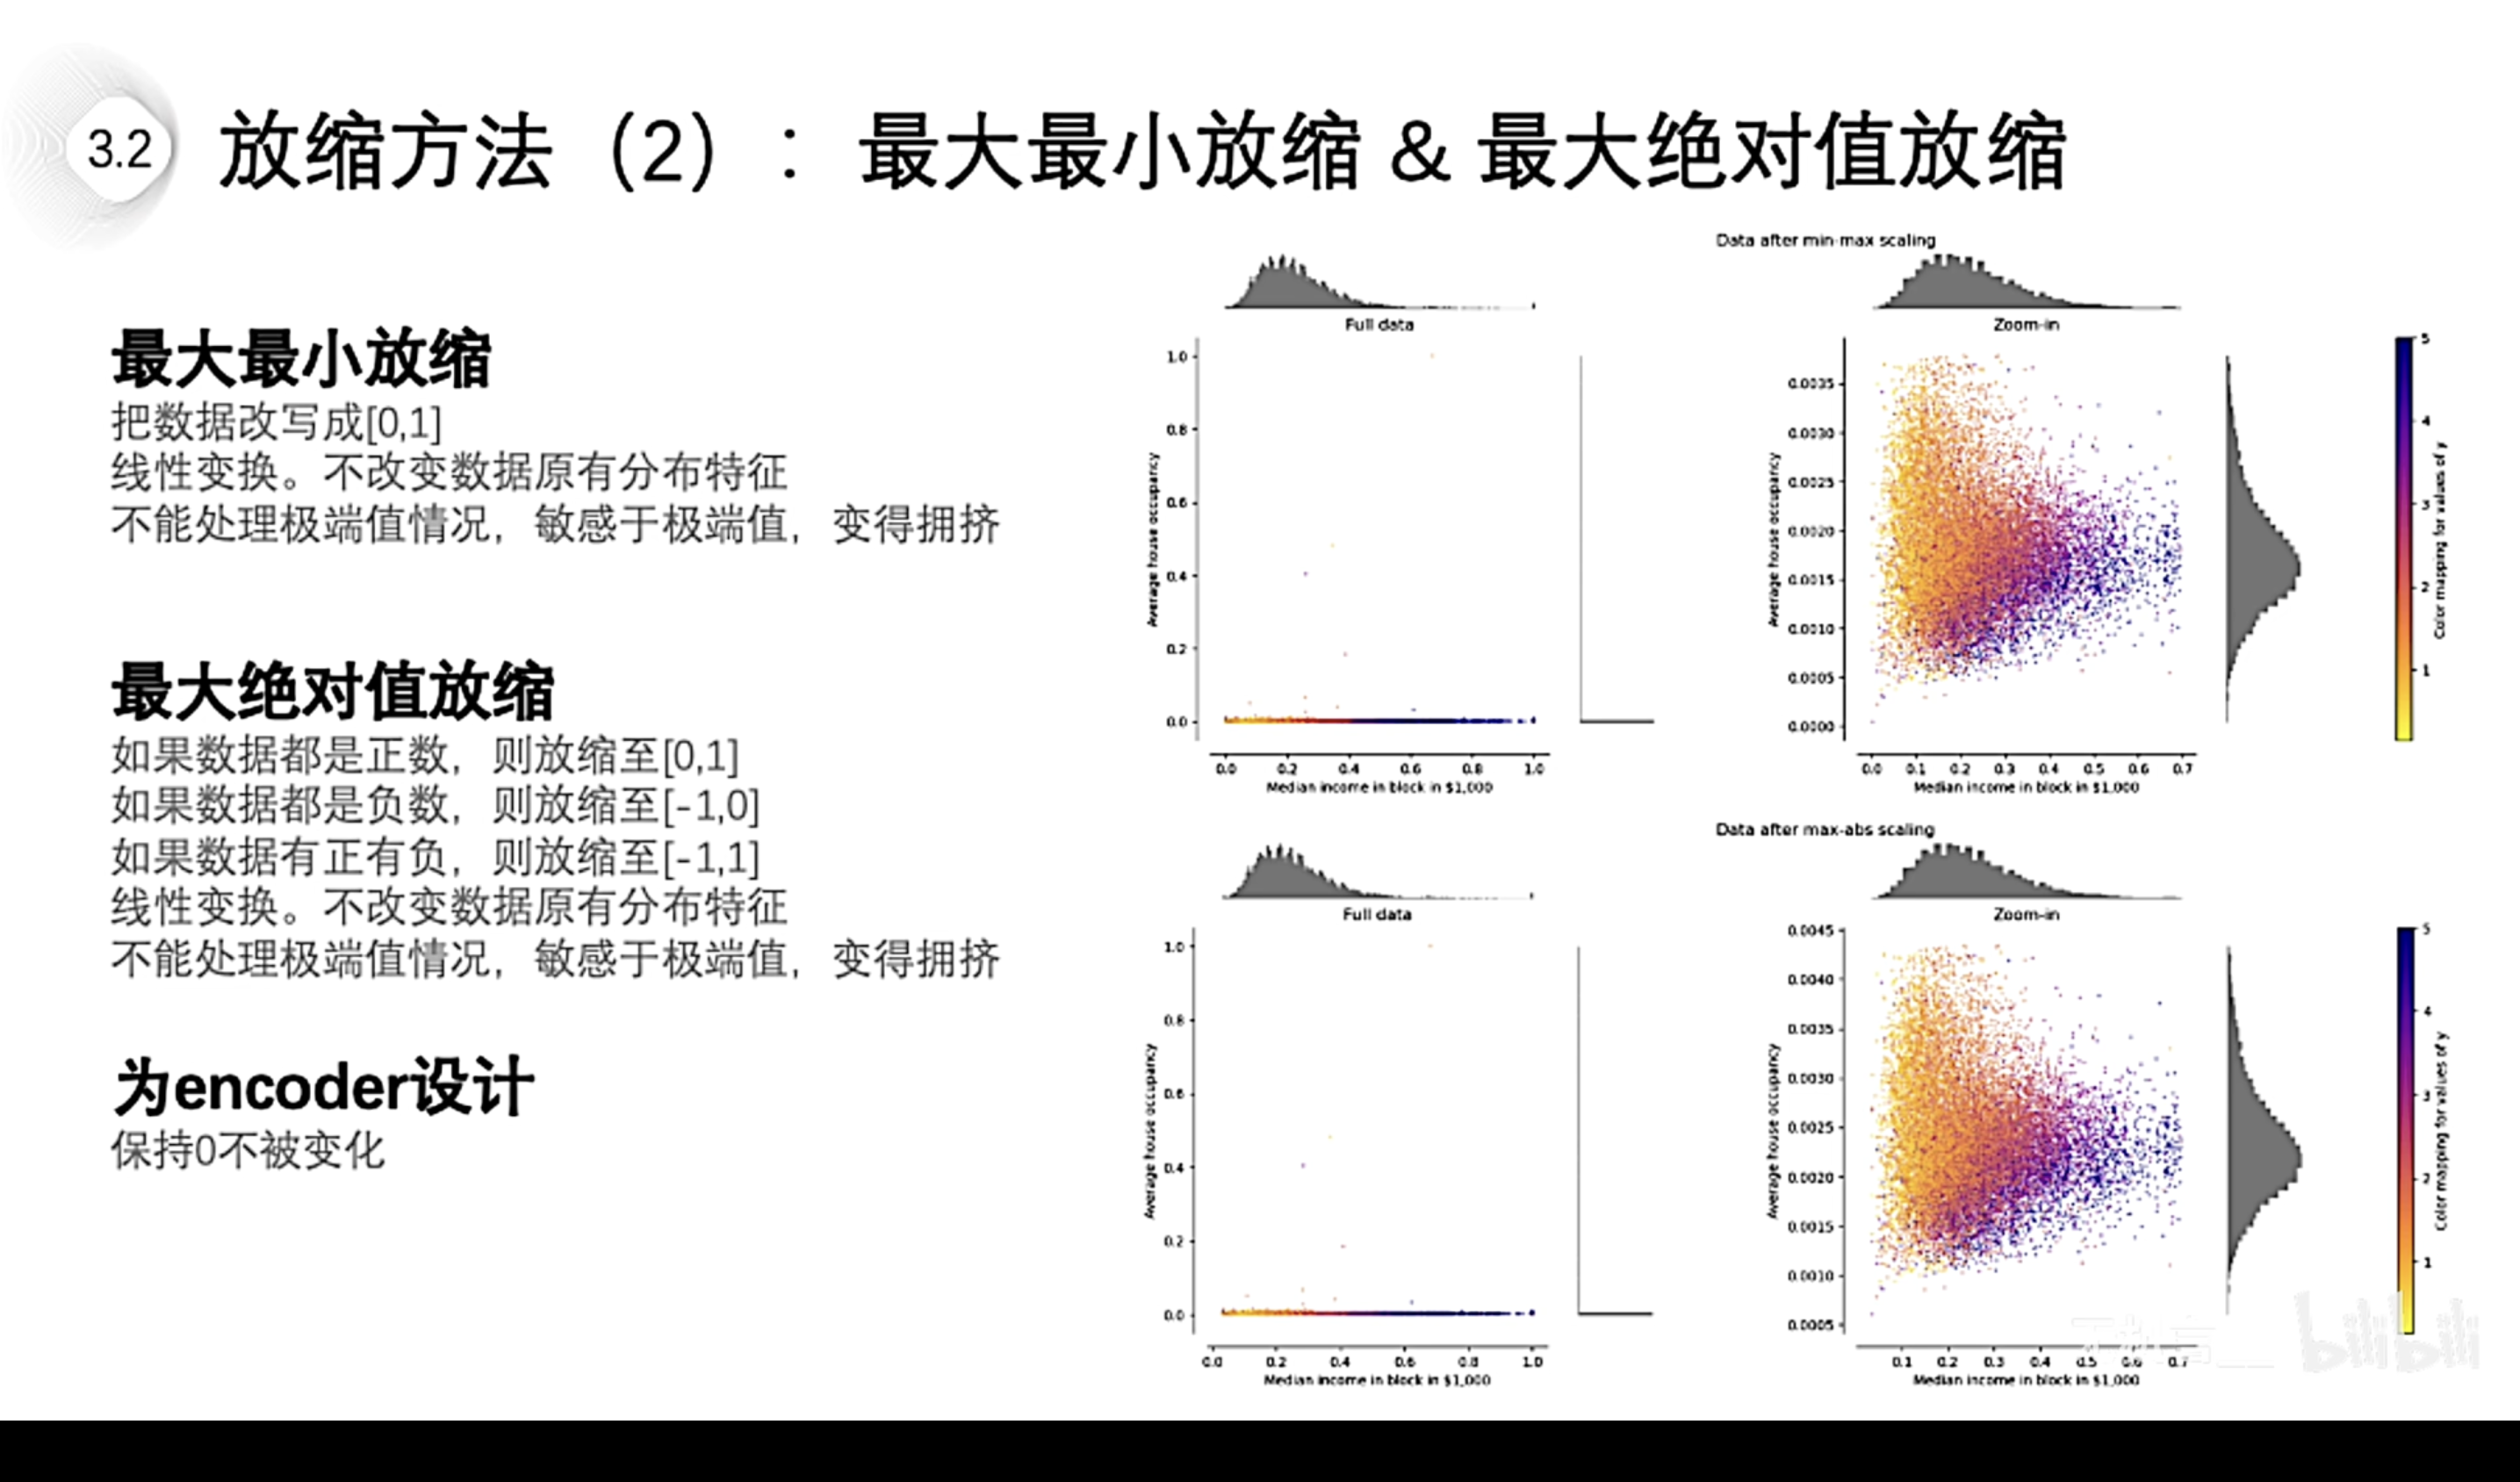 3.2
放缩方法（2）：最大最小放缩 & 最大绝对值放缩
最大最小放缩
把数据改写成[0,1]
线性变换。不改变数据原有分布特征
不能处理极端值情况，敏感于极端值，变得拥挤
最大绝对值放缩
如果数据都是正数，则放缩至[0,1]
如果数据都是负数，则放缩至[-1,0]
如果数据有正有负，则放缩至[-1,1]
线性变换。不改变数据原有分布特征
不能处理极端值情况，敏感于极端值，变得拥挤
为encoder设计
保持0不被变化
Data after min-max scaling
Full data
Average house occupancy
1.0
0.8
0.6
0.4
0.2
0.0
0.0 0.2 0.4 0.6 0.8 1.0
Median income in block in $1,000
Zoom-in
Average house occupancy
0.0035
0.0030
0.0025
0.0020
0.0015
0.0010
0.0005
0.0000
0.0 0.1 0.2 0.3 0.4 0.5 0.6 0.7
Median income in block in $1,000
5
4
3
2
1
Color mapping for values of y
Data after max-abs scaling
Full data
Average house occupancy
1.0
0.8
0.6
0.4
0.2
0.0
0.0 0.2 0.4 0.6 0.8 1.0
Median income in block in $1,000
Zoom-in
Average house occupancy
0.0045
0.0040
0.0035
0.0030
0.0025
0.0020
0.0015
0.0010
0.0005
0.1 0.2 0.3 0.4 0.5 0.6 0.7
Median income in block in $1,000
5
4
3
2
1
Color mapping for values of y
bilibili